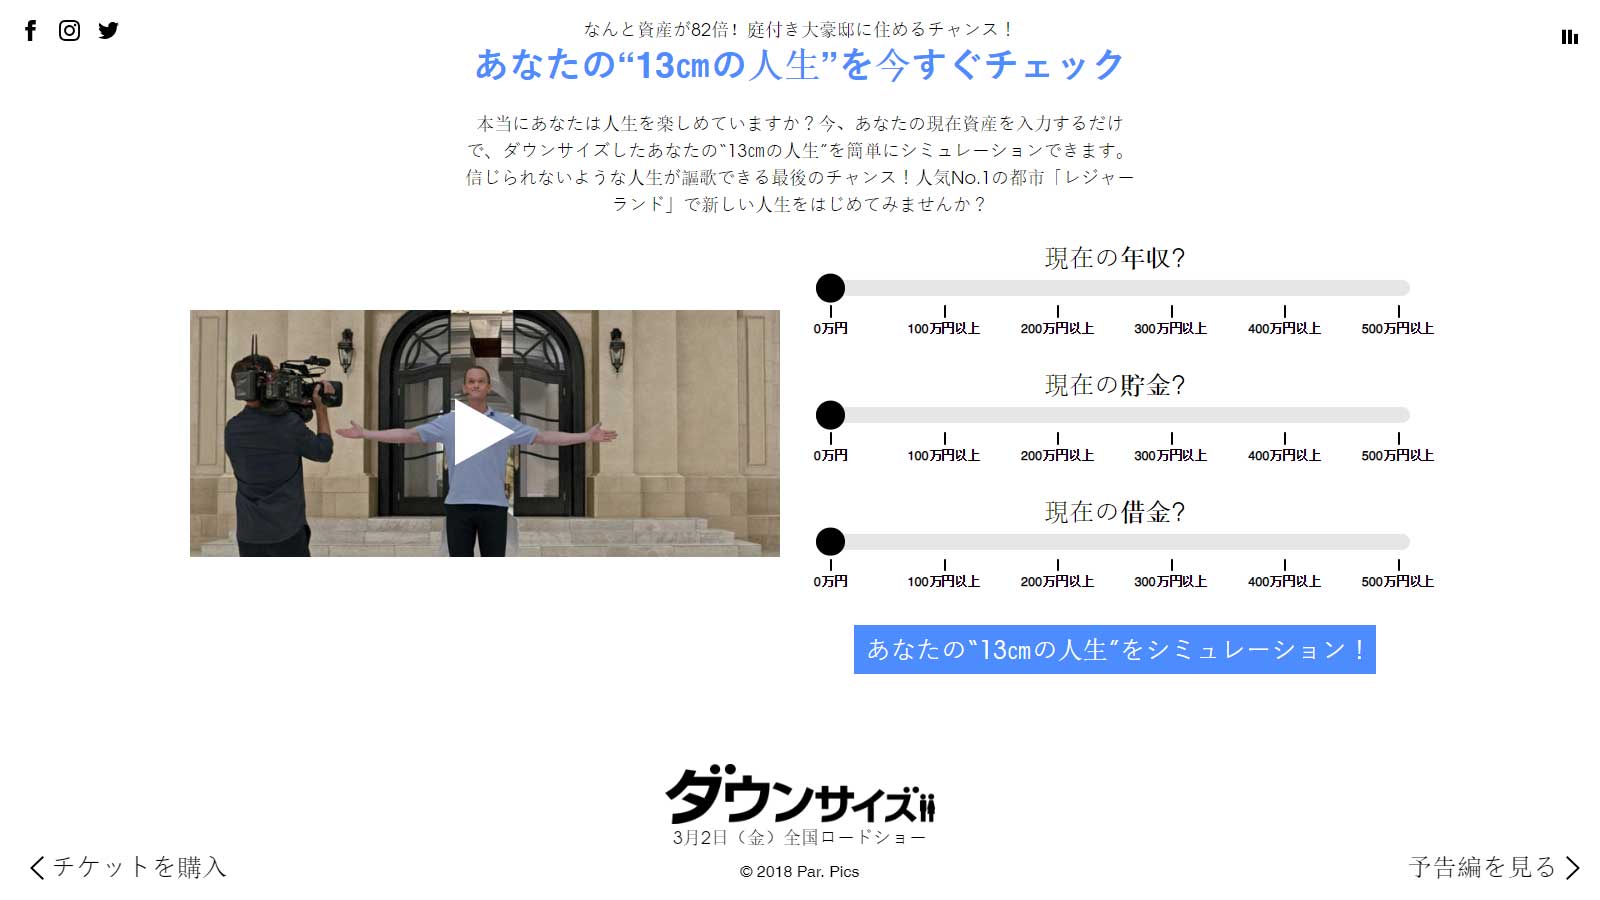 なんと資産が82倍！庭付き大豪邸に住めるチャンス！
あなたの“13㎝の人生”を今すぐチェック
本当にあなたは人生を楽しめていますか？今、あなたの現在資産を入力するだけ
で、ダウンサイズしたあなたの“13㎝の人生”を簡単にシミュレーションできます。
信じられないような人生が謳歌できる最後のチャンス！人気No.1の都市「レジャー
ランド」で新しい人生をはじめてみませんか？
現在の年収?
0万円 100万円以上 200万円以上 300万円以上 400万円以上 500万円以上
現在の貯金?
0万円 100万円以上 200万円以上 300万円以上 400万円以上 500万円以上
現在の借金?
0万円 100万円以上 200万円以上 300万円以上 400万円以上 500万円以上
あなたの“13㎝の人生”をシミュレーション！
ダウンサイズ
3月2日（金）全国ロードショー
© 2018 Par. Pics
チケットを購入
予告編を見る